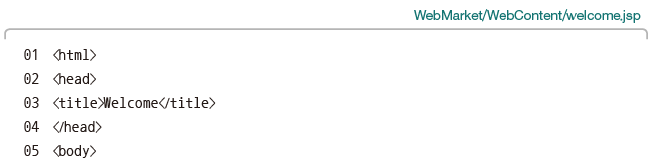 WebMarket/WebContent/welcome.jsp
01 <html>
02 <head>
03 <title>Welcome</title>
04 </head>
05 <body>